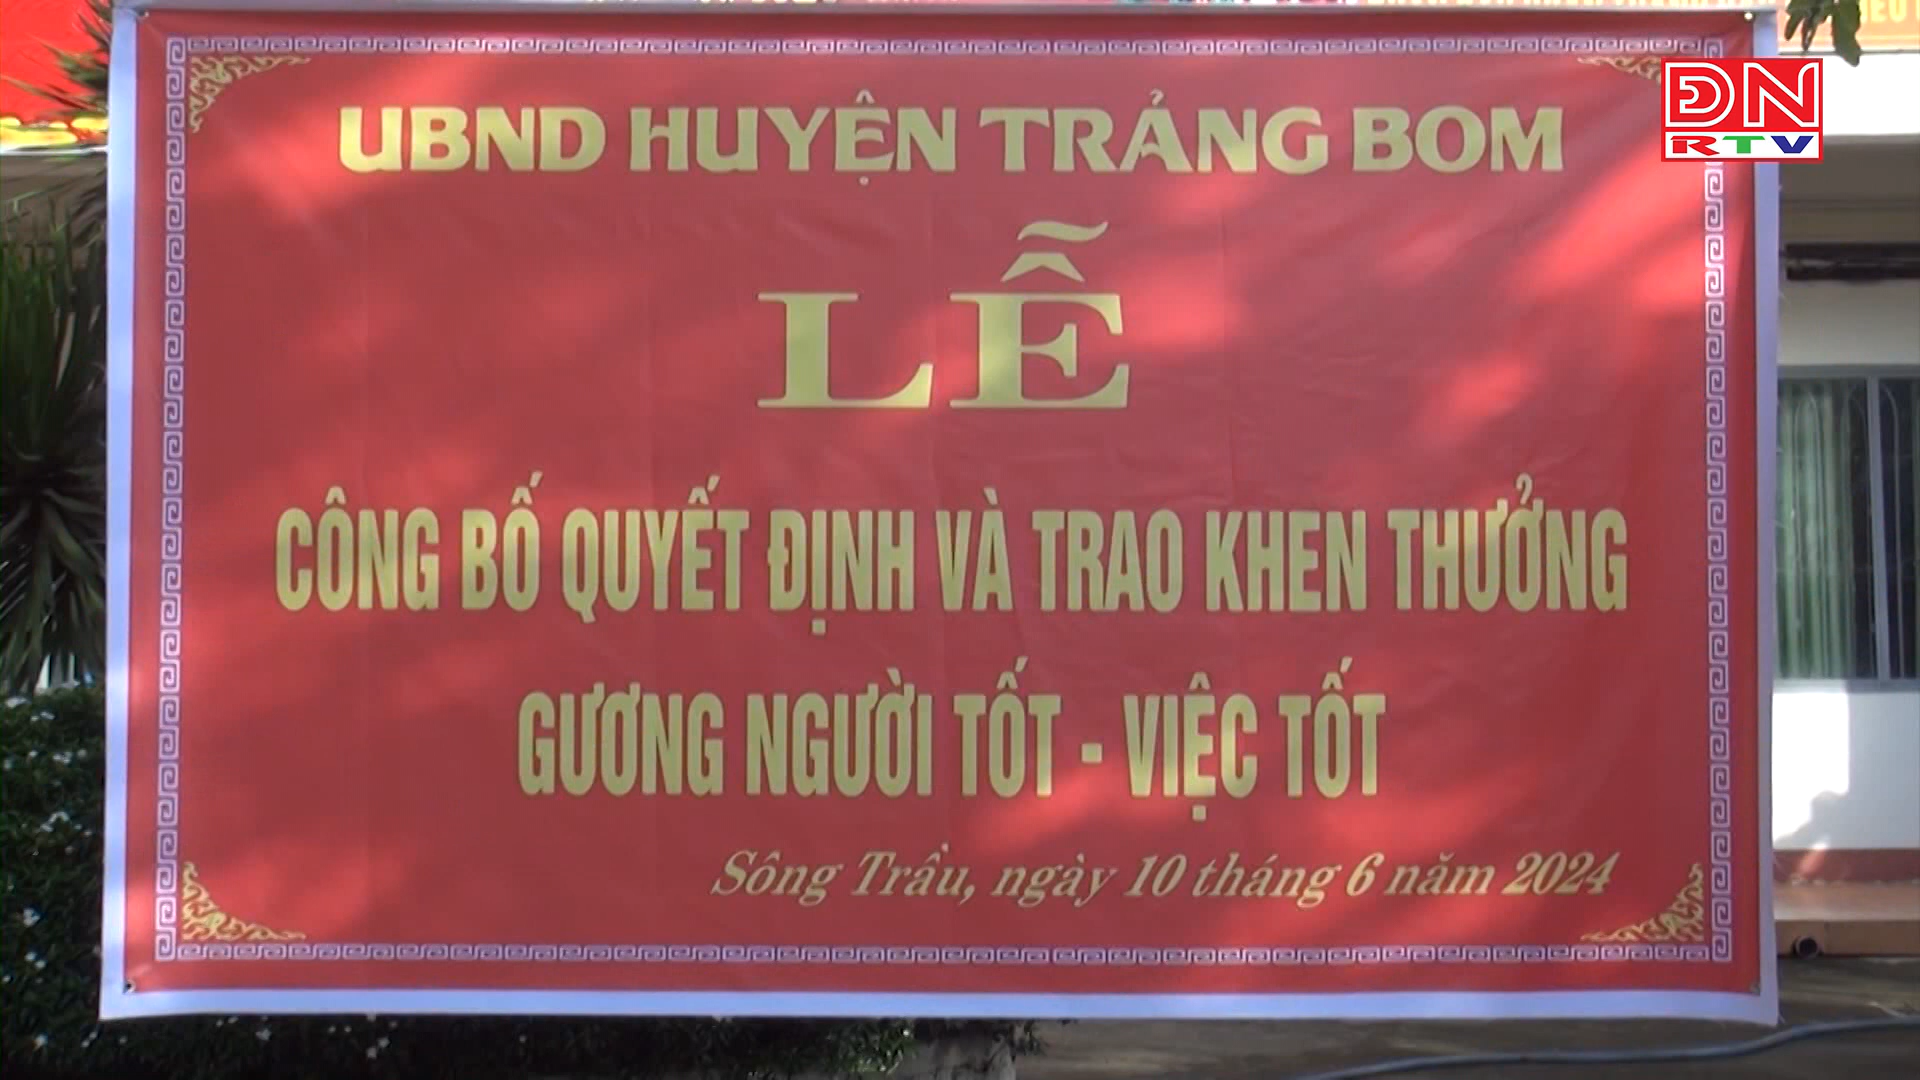 ĐN
RTV
UBND HUYỆN TRẢNG BOM
LỄ
CÔNG BỐ QUYẾT ĐỊNH VÀ TRAO KHEN THƯỞNG
GƯƠNG NGƯỜI TỐT - VIỆC TỐT
Sông Trầu, ngày 10 tháng 6 năm 2024